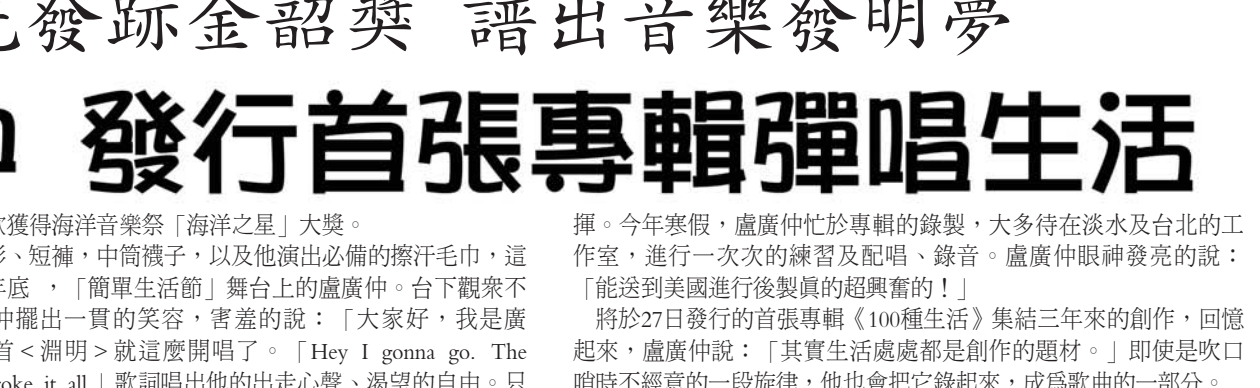 發跡金韶獎 譜出音樂發明夢
發行首張專輯彈唱生活
獲得海洋音樂祭「海洋之星」大獎。
、短褲，中筒襪子，以及他演出必備的擦汗毛巾，這
底 ，「簡單生活節」舞台上的盧廣仲。台下觀眾不
仲擺出一貫的笑容，害羞的說：「大家好，我是廣
首＜淵明＞就這麼開唱了。「Hey I gonna go. The
oke it all」歌詞唱出他的出走心聲、渴望的自由。只
揮。今年寒假，盧廣仲忙於專輯的錄製，大多待在淡水及台北的工
作室，進行一次次的練習及配唱、錄音。盧廣仲眼神發亮的說：
「能送到美國進行後製真的超興奮的！」
將於27日發行的首張專輯《100種生活》集結三年來的創作，回憶
起來，盧廣仲說：「其實生活處處都是創作的題材。」即使是吹口
哨時不經意的一段旋律，他也會把它錄起來，成為歌曲的一部分。